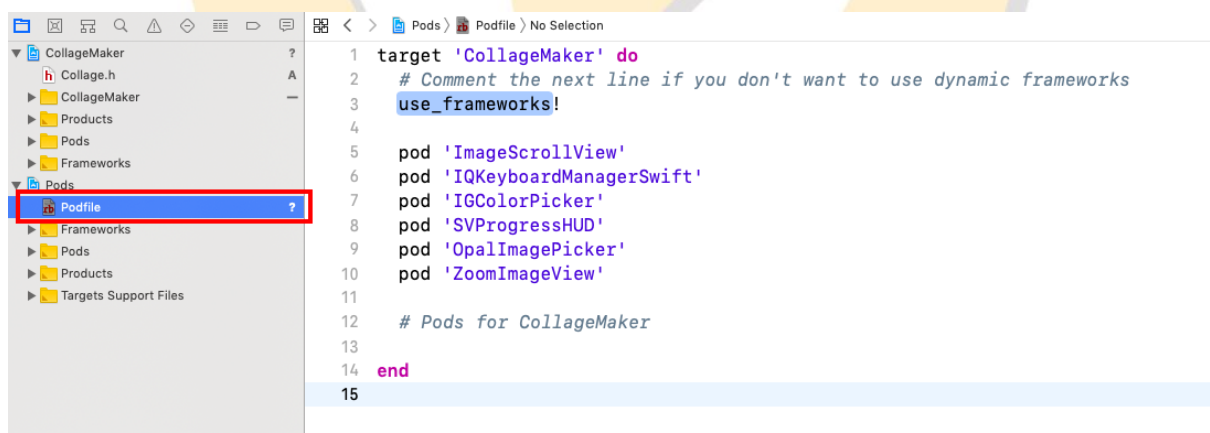 Pods 〉 Podfile 〉 No Selection
CollageMaker ?
h Collage.h A
CollageMaker —
Products
Pods
Frameworks
Pods
rb Podfile ?
Frameworks
Pods
Products
Targets Support Files
1 target 'CollageMaker' do
2 # Comment the next line if you don't want to use dynamic frameworks
3 use_frameworks!
4
5 pod 'ImageScrollView'
6 pod 'IQKeyboardManagerSwift'
7 pod 'IGColorPicker'
8 pod 'SVProgressHUD'
9 pod 'OpalImagePicker'
10 pod 'ZoomImageView'
11
12 # Pods for CollageMaker
13
14 end
15